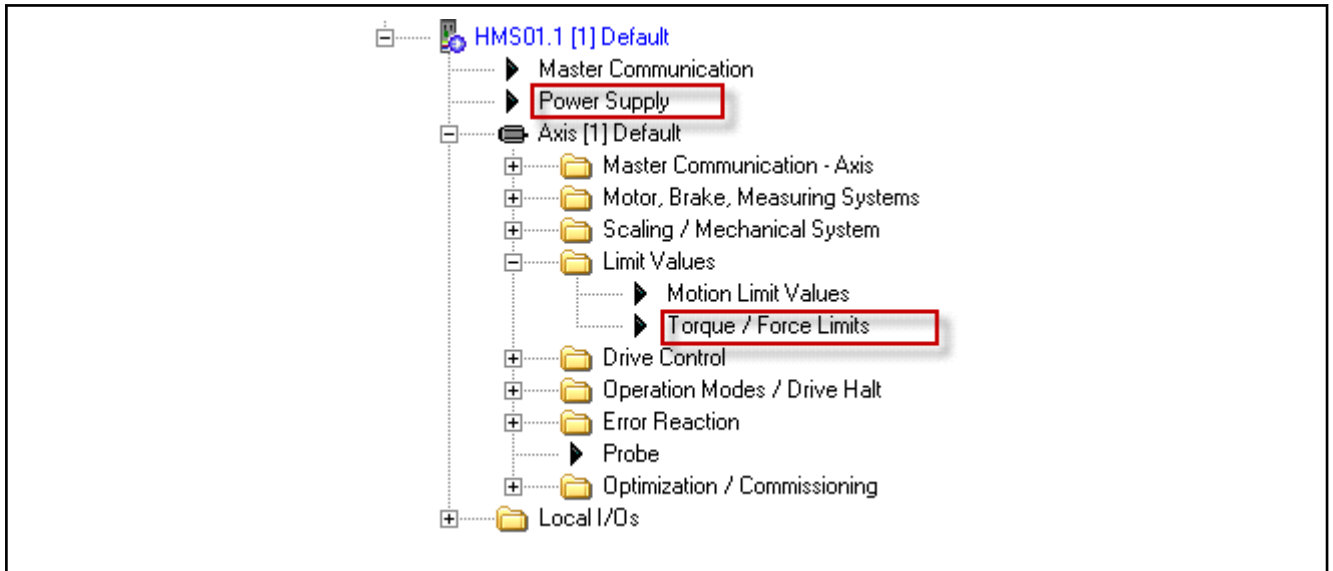 HMS01.1 [1] Default
Master Communication
Power Supply
Axis [1] Default
Master Communication - Axis
Motor, Brake, Measuring Systems
Scaling / Mechanical System
Limit Values
Motion Limit Values
Torque / Force Limits
Drive Control
Operation Modes / Drive Halt
Error Reaction
Probe
Optimization / Commissioning
Local I/Os